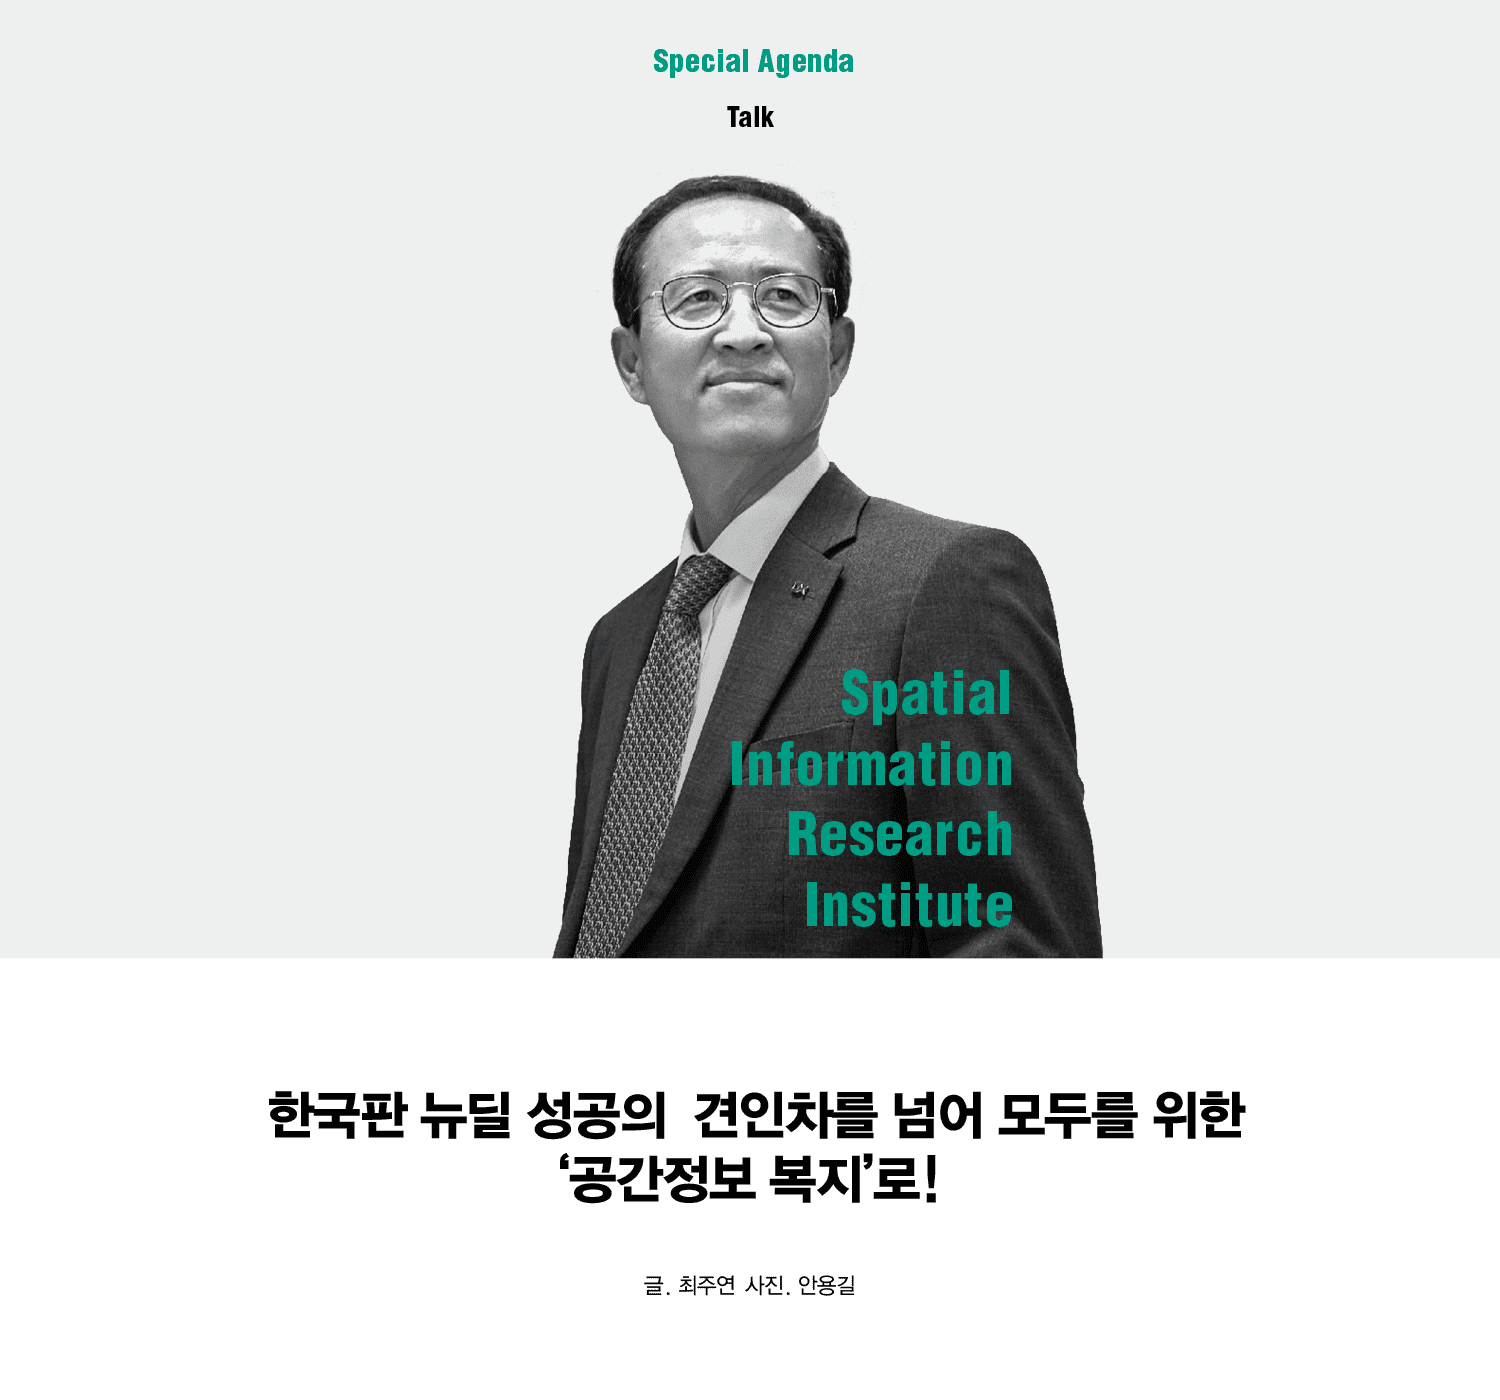 Special Agenda
Talk
Spatial
Information
Research
Institute
한국판 뉴딜 성공의 견인차를 넘어 모두를 위한
‘공간정보 복지’로!
글. 최주연 사진. 안용길